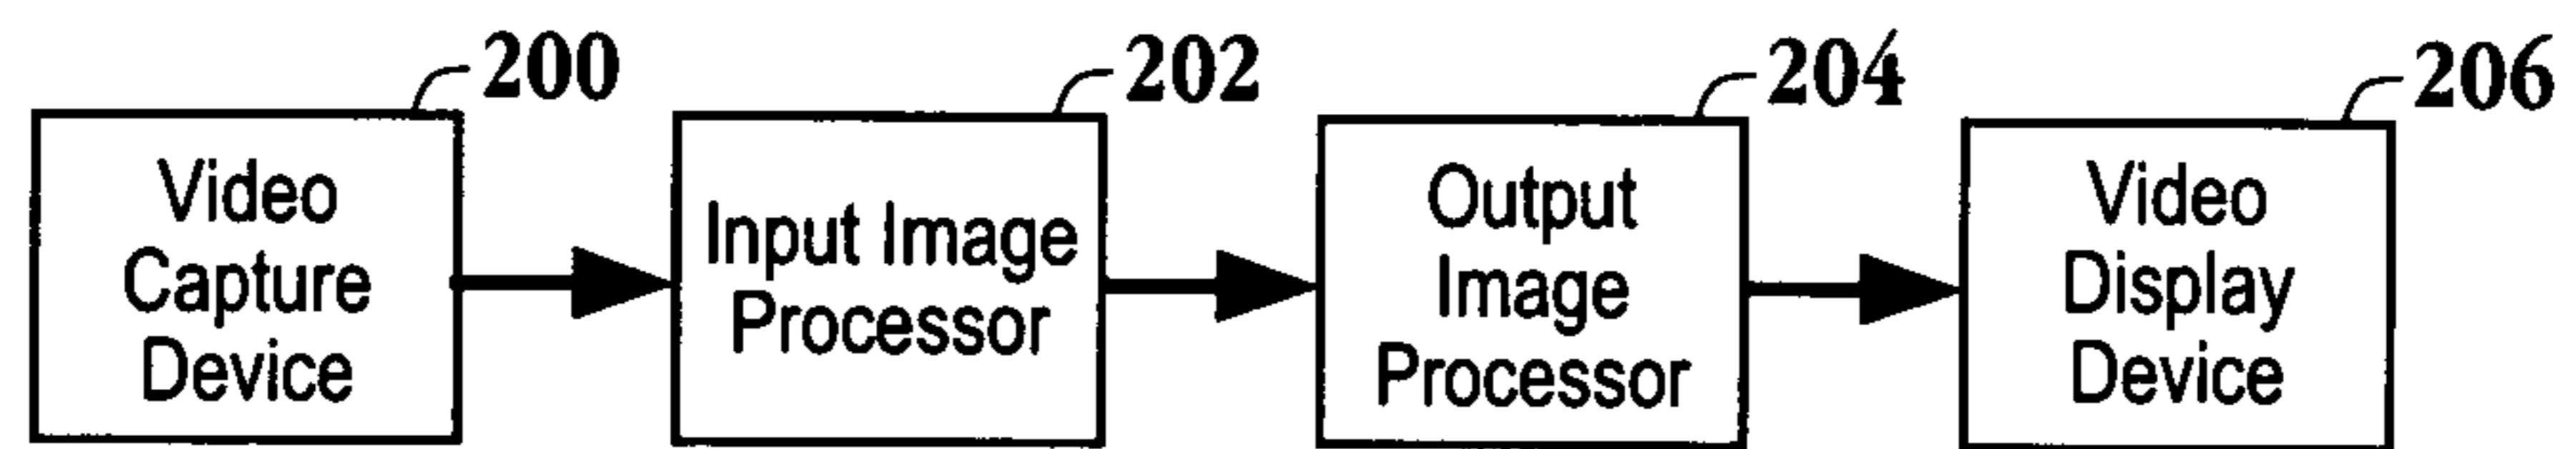 200
Video
Capture
Device
202
Input Image
Processor
204
Output
Image
Processor
206
Video
Display
Device